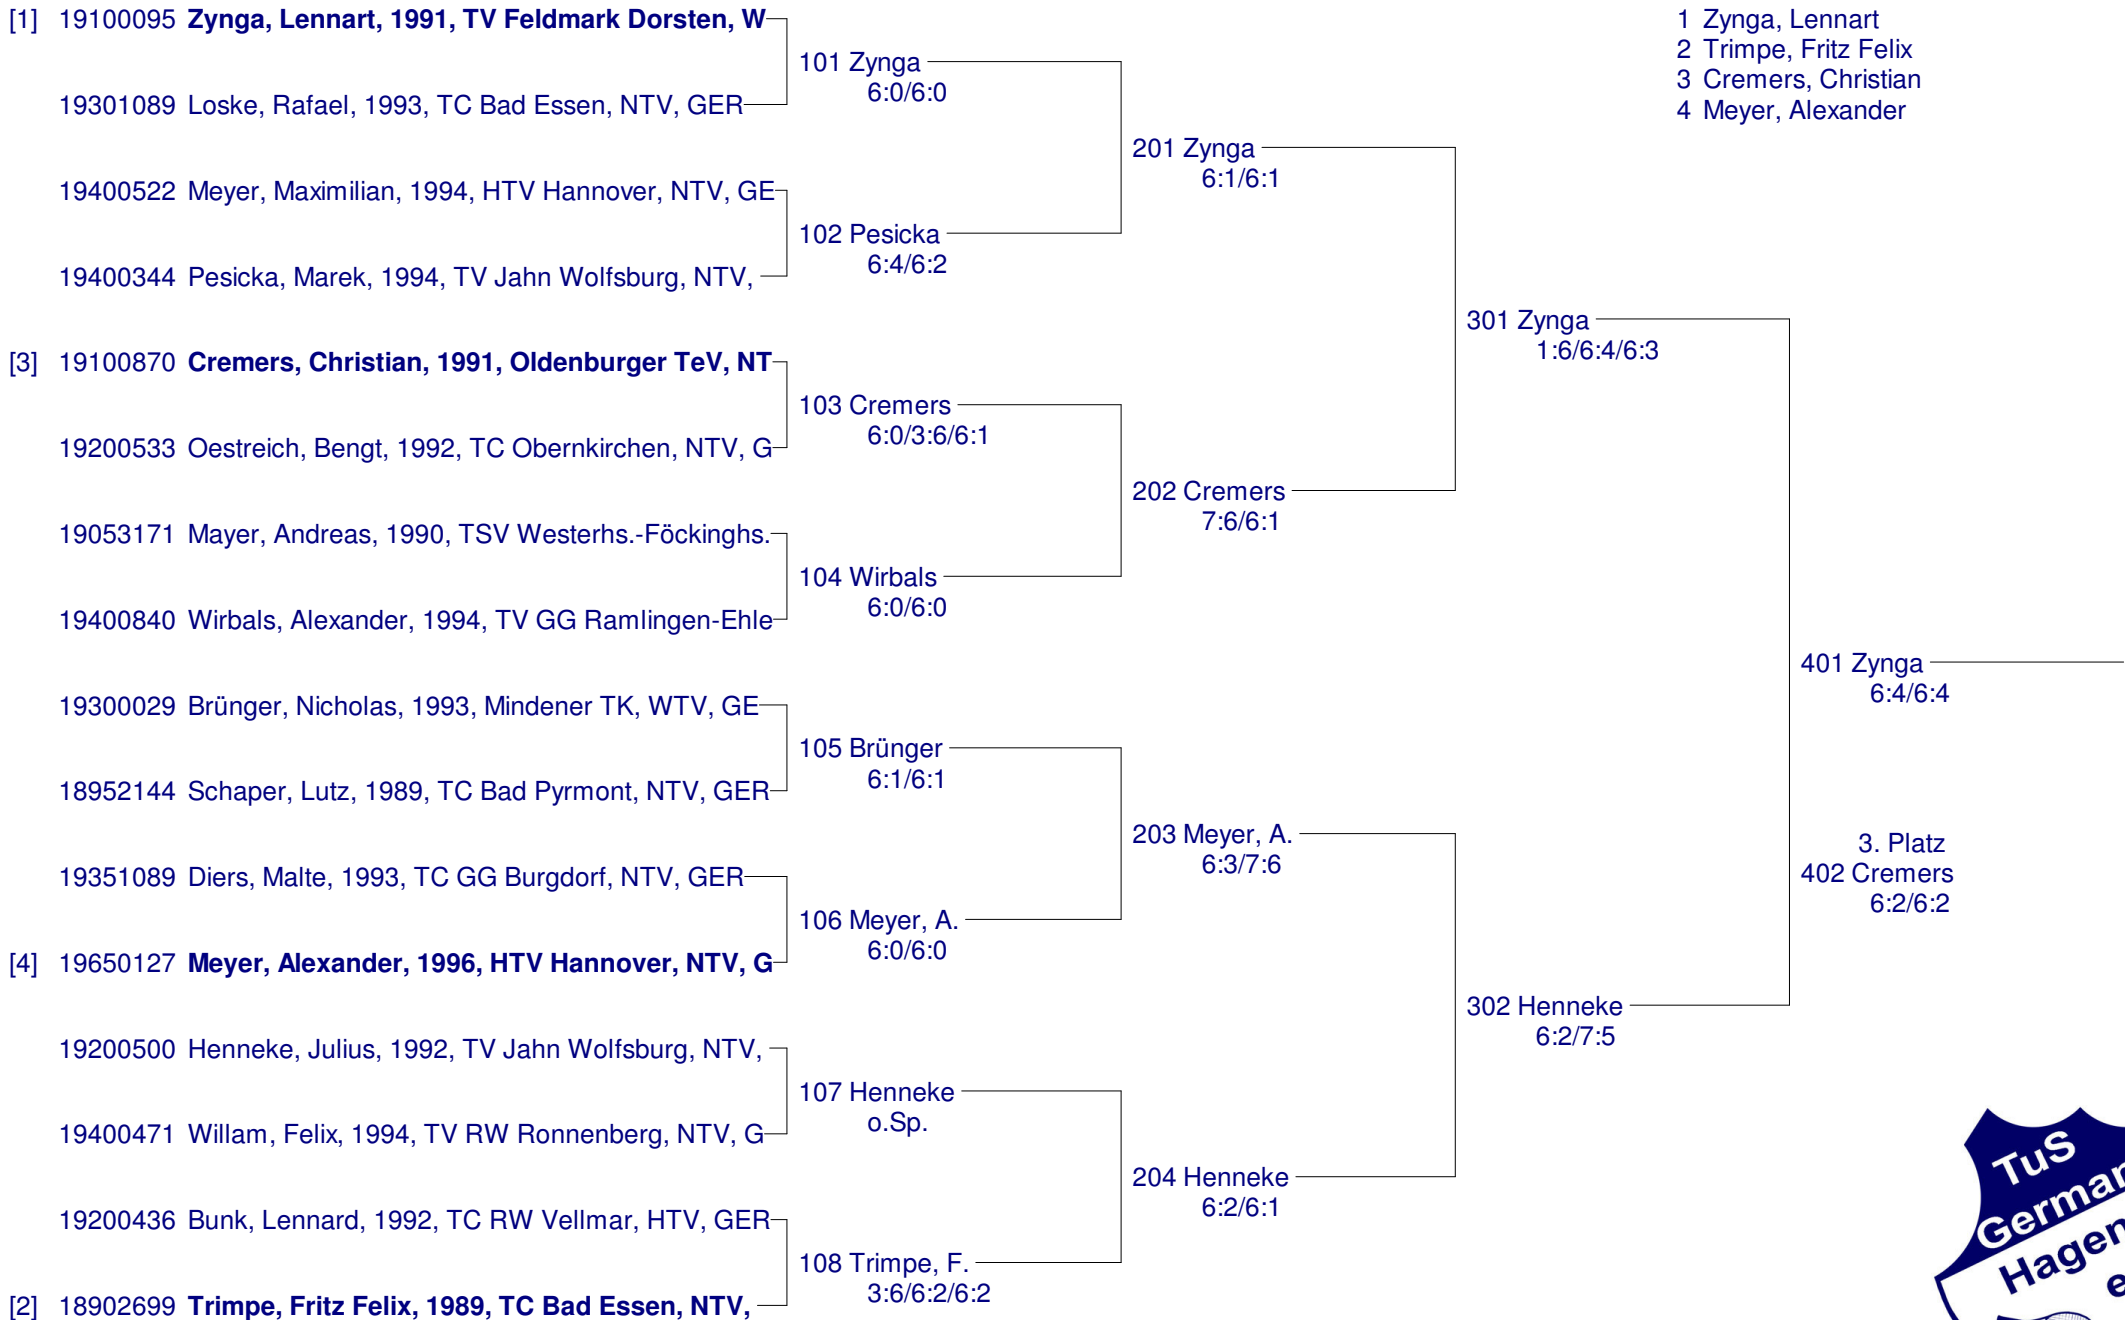 [1] 19100095 Zynga, Lennart, 1991, TV Feldmark Dorsten, W
19301089 Loske, Rafael, 1993, TC Bad Essen, NTV, GER
19400522 Meyer, Maximilian, 1994, HTV Hannover, NTV, GE
19400344 Pesicka, Marek, 1994, TV Jahn Wolfsburg, NTV,
[3] 19100870 Cremers, Christian, 1991, Oldenburger TeV, NT
19200533 Oestreich, Bengt, 1992, TC Obernkirchen, NTV, G
19053171 Mayer, Andreas, 1990, TSV Westerhs.-Föckinghs.
19400840 Wirbals, Alexander, 1994, TV GG Ramlingen-Ehle
19300029 Brünger, Nicholas, 1993, Mindener TK, WTV, GE
18952144 Schaper, Lutz, 1989, TC Bad Pyrmont, NTV, GER
19351089 Diers, Malte, 1993, TC GG Burgdorf, NTV, GER
[4] 19650127 Meyer, Alexander, 1996, HTV Hannover, NTV, G
19200500 Henneke, Julius, 1992, TV Jahn Wolfsburg, NTV,
19400471 Willam, Felix, 1994, TV RW Ronnenberg, NTV, G
19200436 Bunk, Lennard, 1992, TC RW Vellmar, HTV, GER
[2] 18902699 Trimpe, Fritz Felix, 1989, TC Bad Essen, NTV,
101 Zynga
6:0/6:0
102 Pesicka
6:4/6:2
103 Cremers
6:0/3:6/6:1
104 Wirbals
6:0/6:0
105 Brünger
6:1/6:1
106 Meyer, A.
6:0/6:0
107 Henneke
o.Sp.
108 Trimpe, F.
3:6/6:2/6:2
201 Zynga
6:1/6:1
202 Cremers
7:6/6:1
203 Meyer, A.
6:3/7:6
204 Henneke
6:2/6:1
301 Zynga
1:6/6:4/6:3
302 Henneke
6:2/7:5
1 Zynga, Lennart
2 Trimpe, Fritz Felix
3 Cremers, Christian
4 Meyer, Alexander
401 Zynga
6:4/6:4
3. Platz
402 Cremers
6:2/6:2
TuS
German
Hagen
e